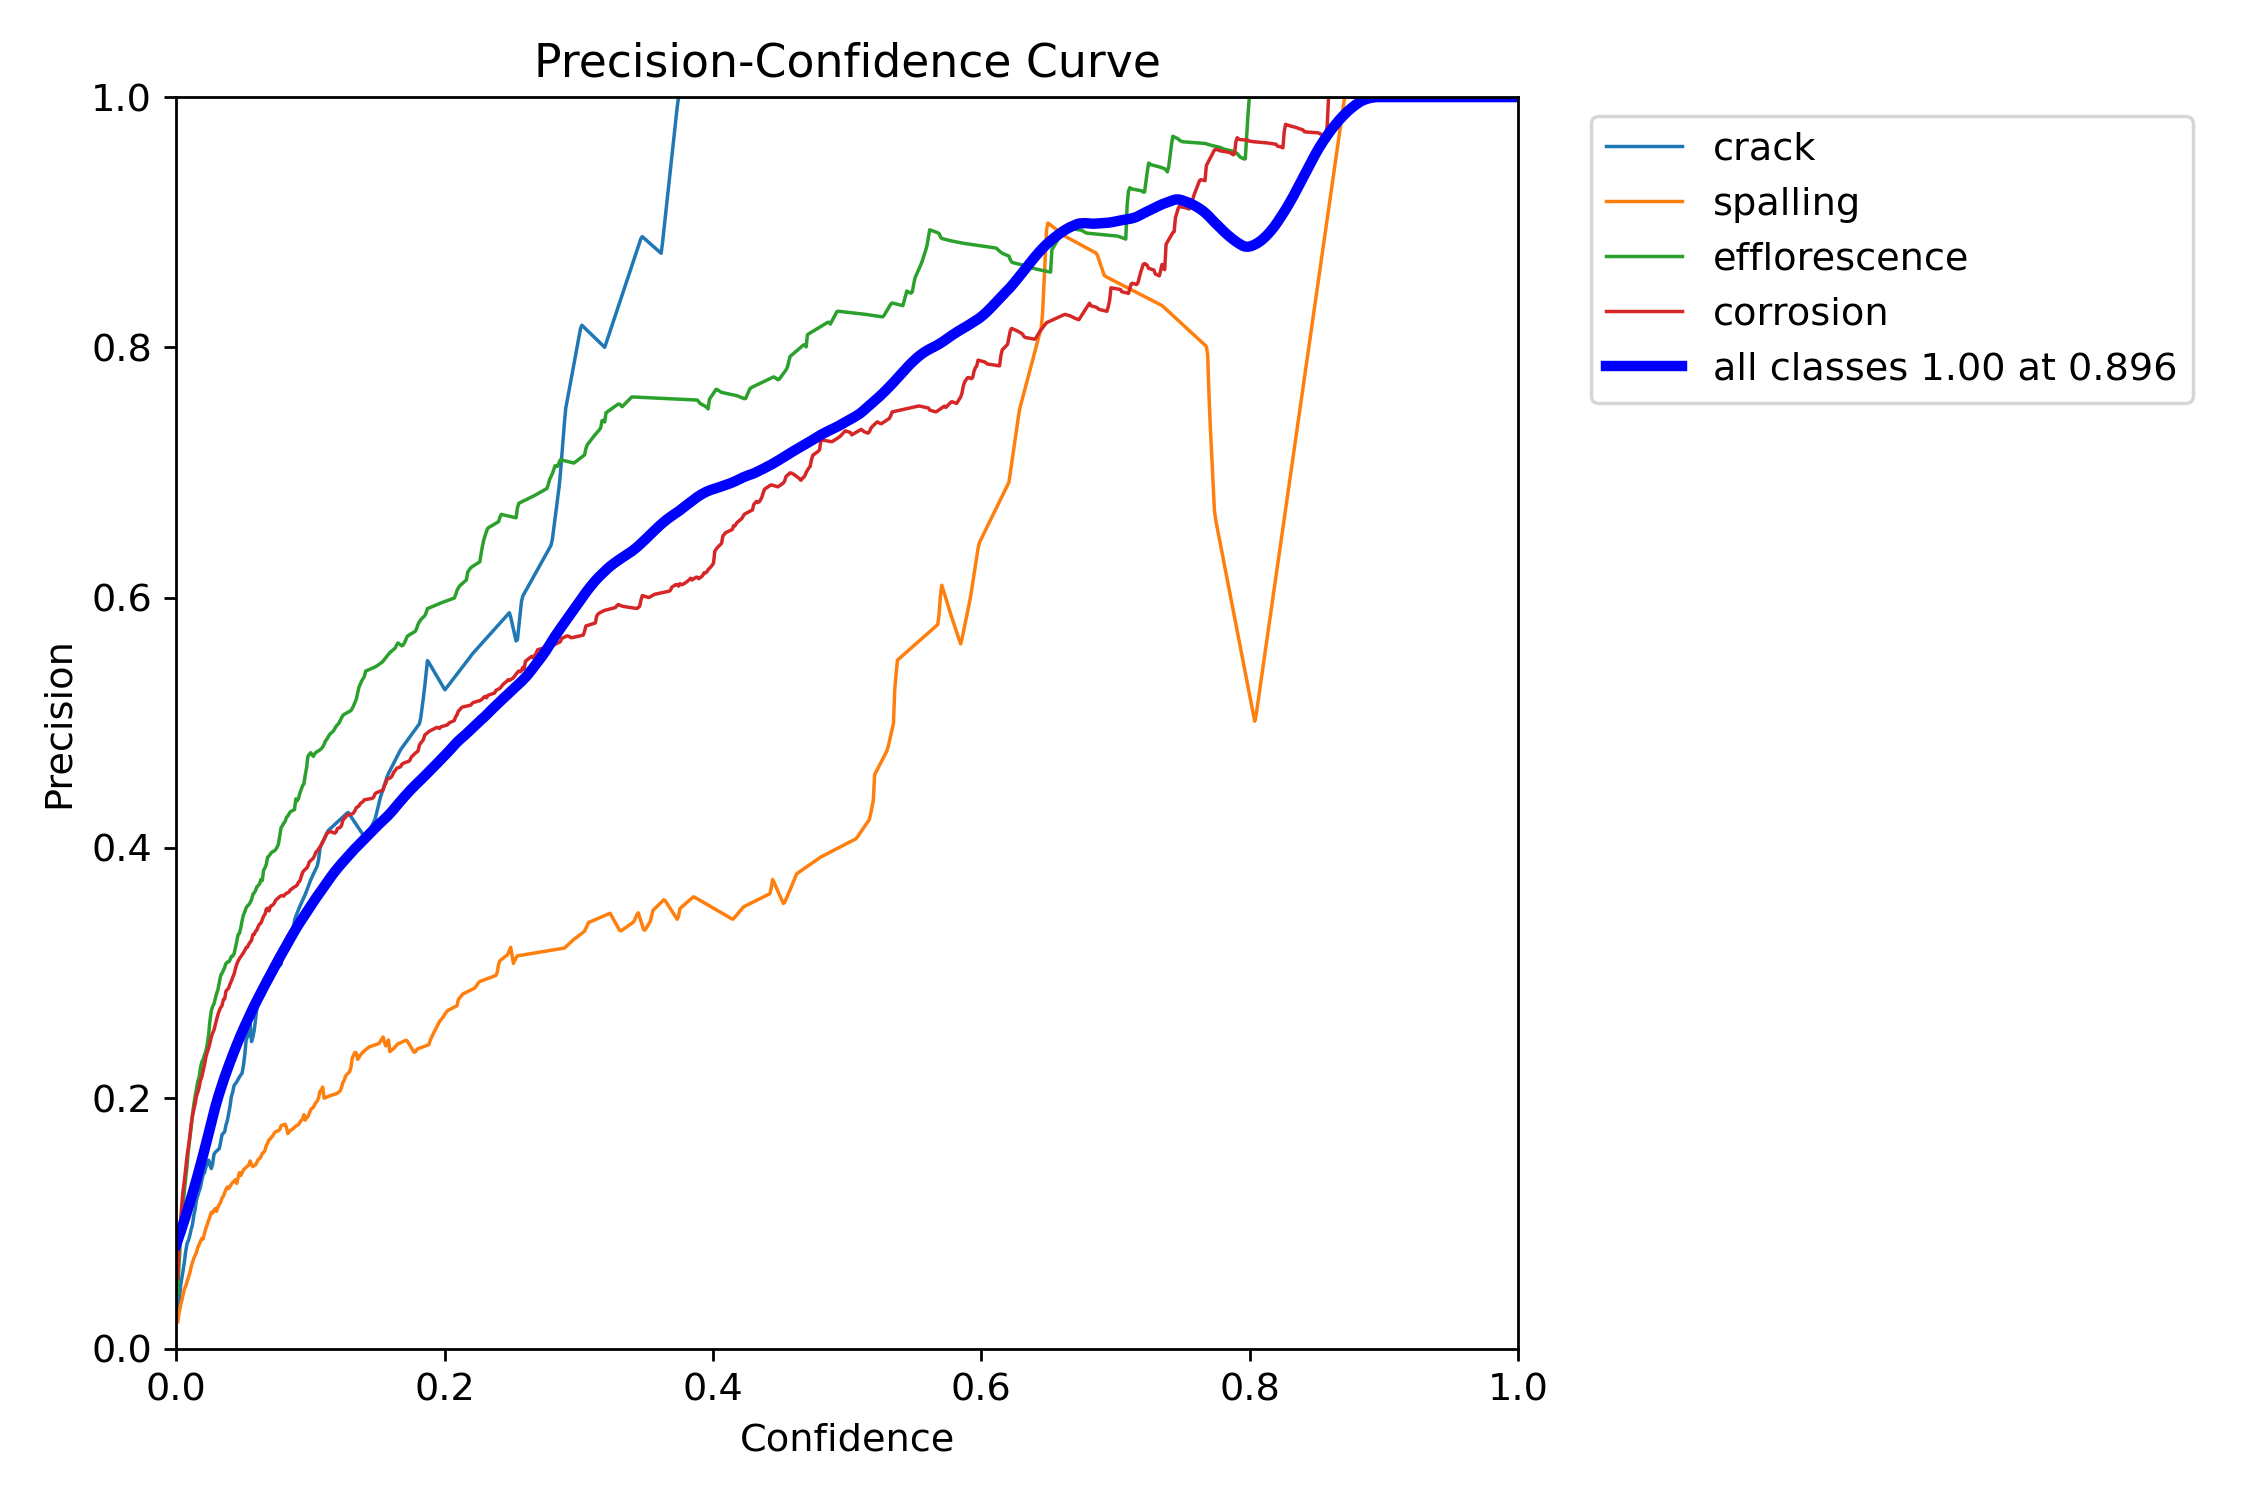 Precision-Confidence Curve
1.0
0.8
0.6
0.4
0.2
0.0
Precision
0.0 0.2 0.4 0.6 0.8 1.0
Confidence
crack
spalling
efflorescence
corrosion
all classes 1.00 at 0.896